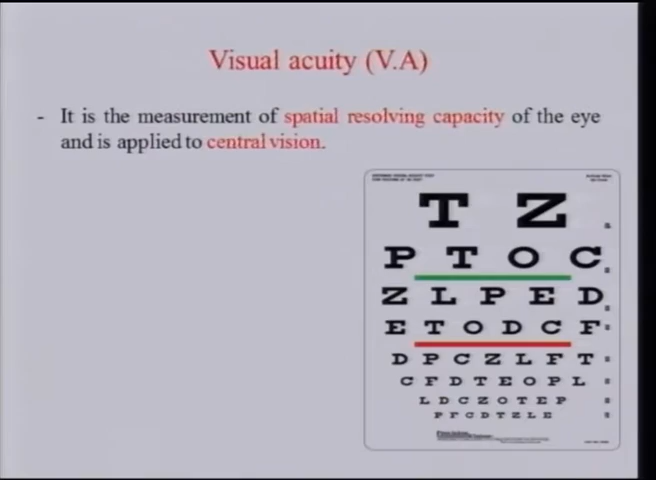 Visual acuity (V.A)
- It is the measurement of spatial resolving capacity of the eye
and is applied to central vision.
T Z
P T O C
Z L P E D
E T O D C F
D P C Z L F T
C F D T E O P L
L D C Z O T E P